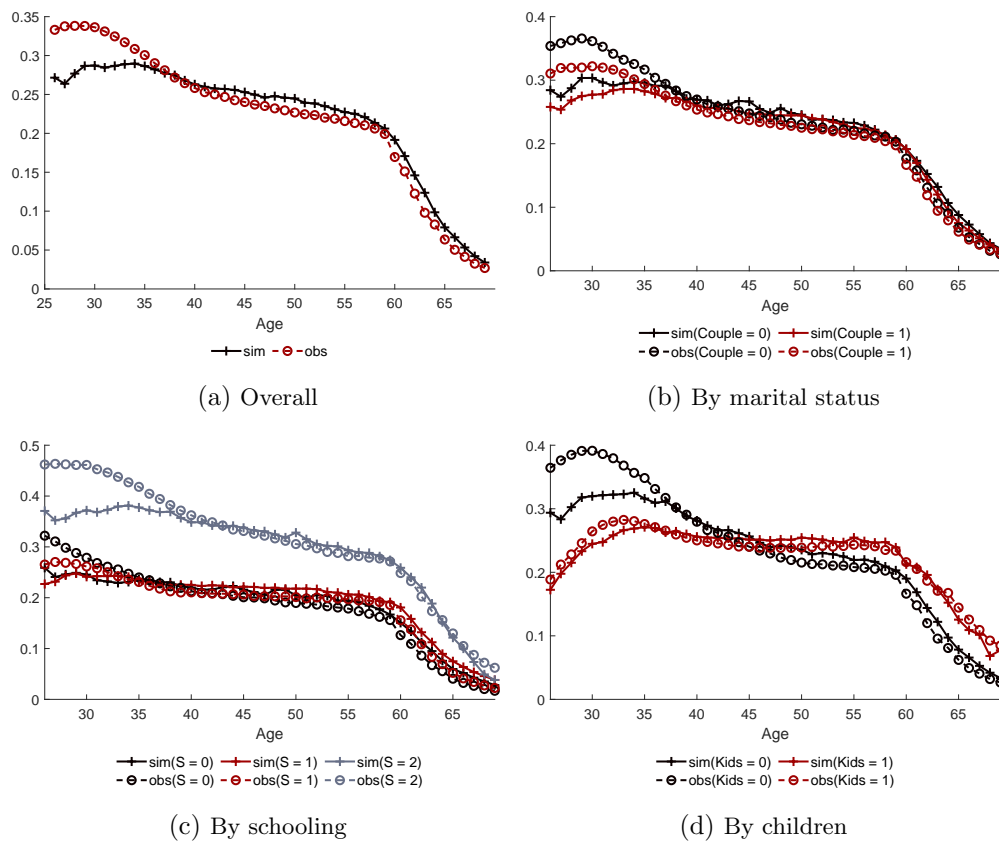 0.35
0.3
0.25
0.2
0.15
0.1
0.05
0
25 30 35 40 45 50 55 60 65
Age
sim obs
(a) Overall
0.4
0.3
0.2
0.1
0
30 35 40 45 50 55 60 65
Age
sim(Couple = 0) sim(Couple = 1)
obs(Couple = 0) obs(Couple = 1)
(b) By marital status
0.5
0.4
0.3
0.2
0.1
0
30 35 40 45 50 55 60 65
Age
sim(S = 0) sim(S = 1) sim(S = 2)
obs(S = 0) obs(S = 1) obs(S = 2)
(c) By schooling
0.4
0.3
0.2
0.1
0
30 35 40 45 50 55 60 65
Age
sim(Kids = 0) sim(Kids = 1)
obs(Kids = 0) obs(Kids = 1)
(d) By children